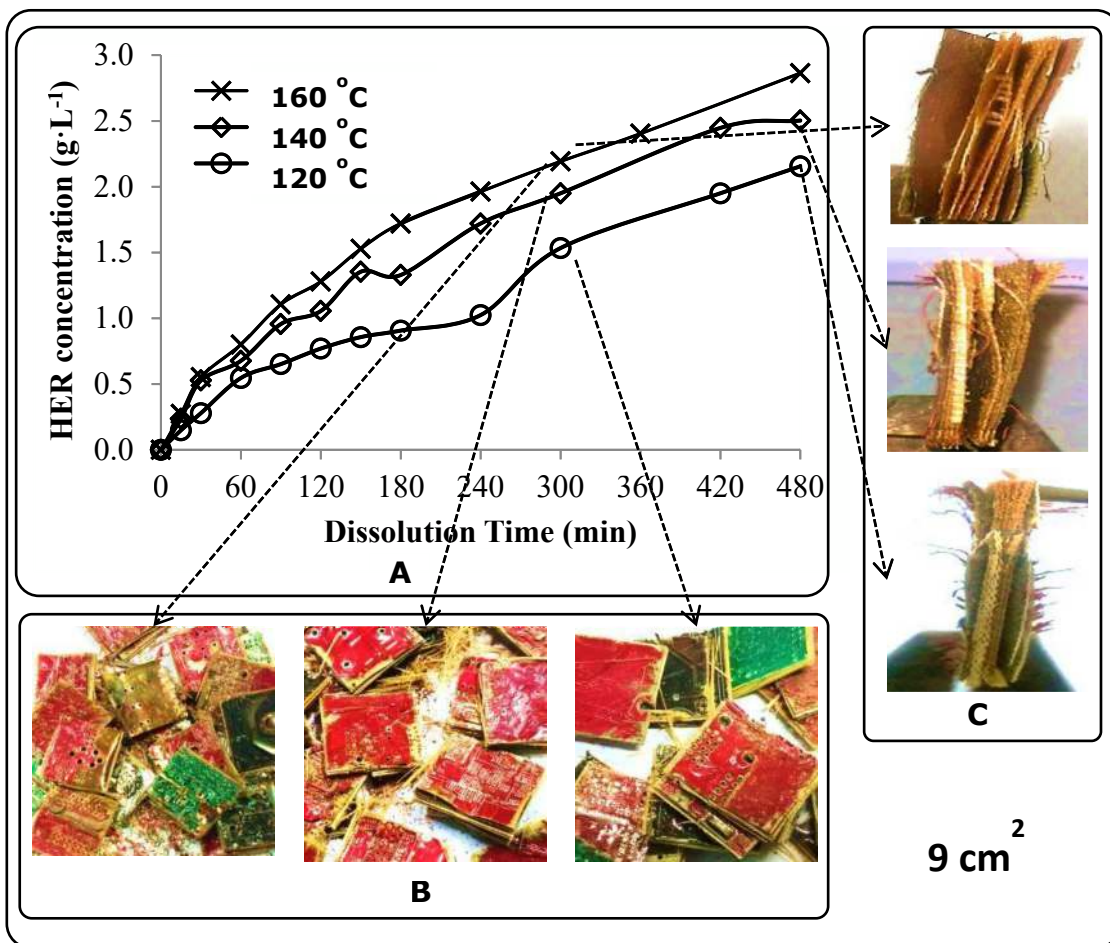 HER concentration (g·L⁻¹)
3.0
2.5
2.0
1.5
1.0
0.5
0.0
160 °C
140 °C
120 °C
0 60 120 180 240 300 360 420 480
Dissolution Time (min)
A
B
C
9 cm²